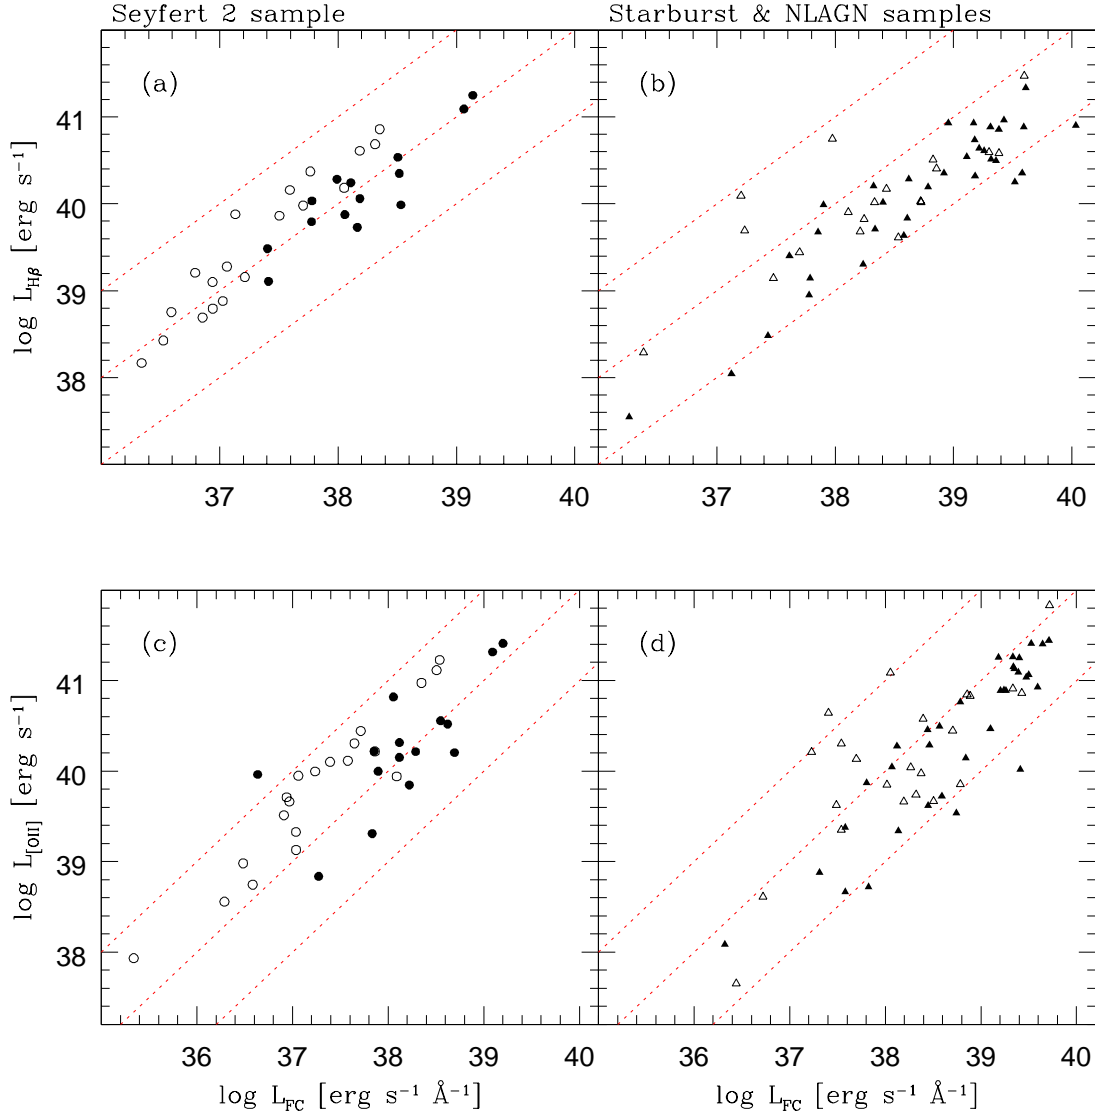 Seyfert 2 sample
Starburst & NLAGN samples
(a)
(b)
41
40
39
38
log L_Hβ [erg s⁻¹]
37 38 39 40
37 38 39 40
(c)
(d)
41
40
39
38
log L_[OII] [erg s⁻¹]
36 37 38 39 40
36 37 38 39 40
log L_FC [erg s⁻¹ Å⁻¹]
log L_FC [erg s⁻¹ Å⁻¹]